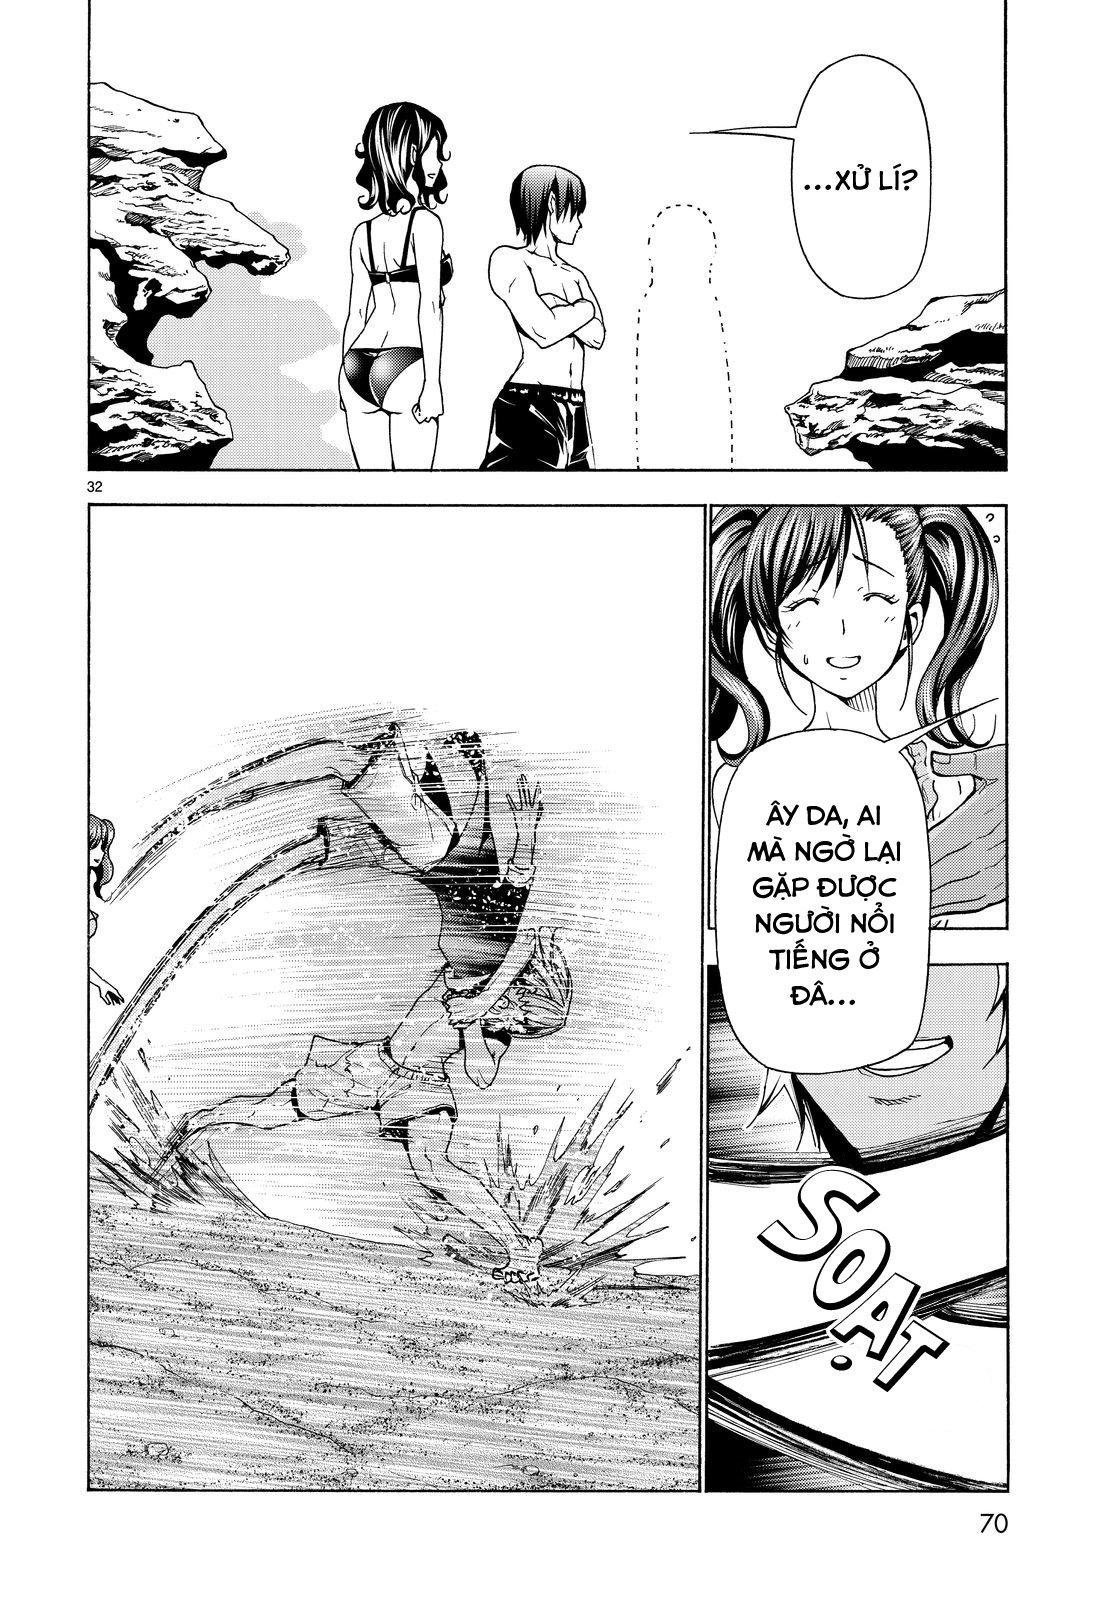 ...XỬ LÍ?
32
ÂY DA, AI
MÀ NGỜ LẠI
GẶP ĐƯỢC
NGƯỜI NỔI
TIẾNG Ở
ĐÂ...
SOẠT
70